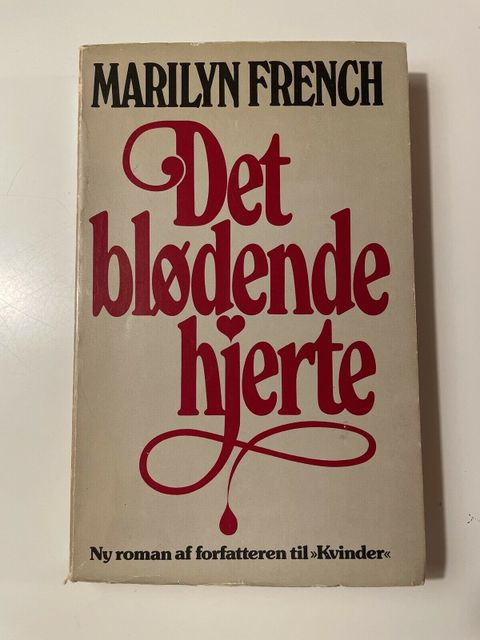 MARILYN FRENCH
Det
blødende
hjerte
Ny roman af forfatteren til »Kvinder«